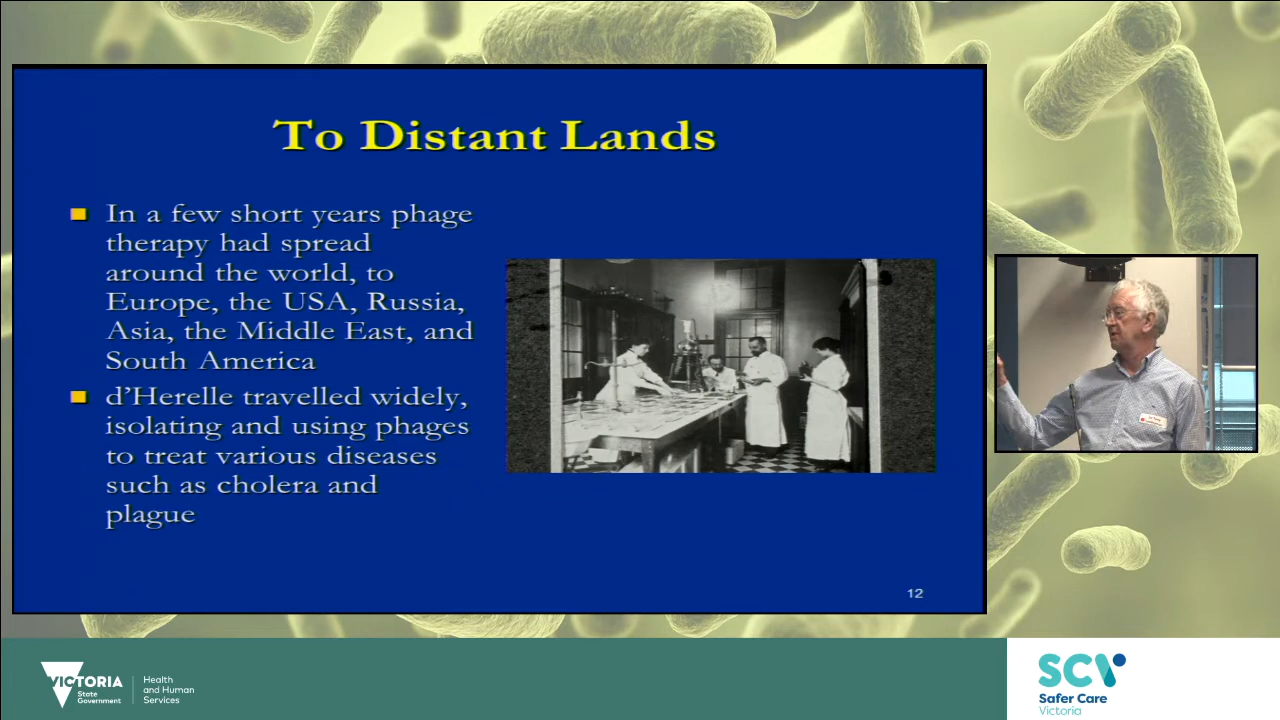 To Distant Lands
In a few short years phage
therapy had spread
around the world, to
Europe, the USA, Russia,
Asia, the Middle East, and
South America
d’Herelle travelled widely,
isolating and using phages
to treat various diseases
such as cholera and
plague
12
VICTORIA
State
Government
Health
and Human
Services
SCV
Safer Care
Victoria